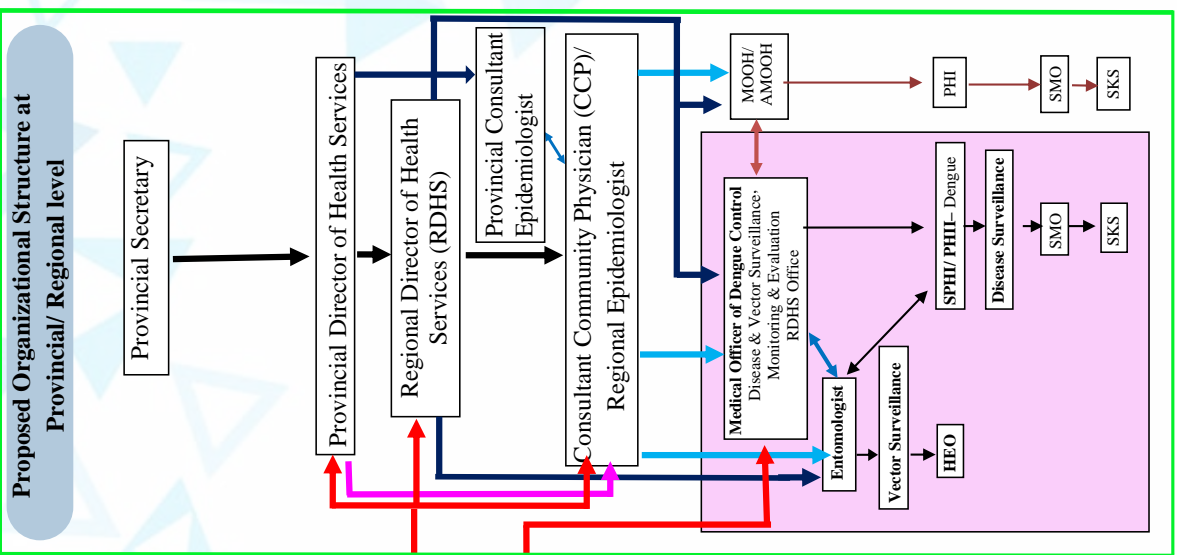 Proposed Organizational Structure at
Provincial/ Regional level
Provincial Secretary
Provincial Director of Health Services
Regional Director of Health
Services (RDHS)
Provincial Consultant
Epidemiologist
Consultant Community Physician (CCP)/
Regional Epidemiologist
MOOH/
AMOOH
PHI
SMO
SKS
Medical Officer of Dengue Control
Disease & Vector Surveillance,
Monitoring & Evaluation
RDHS Office
SPHI/ PHII– Dengue
Disease Surveillance
SMO
SKS
Entomologist
Vector Surveillance
HEO